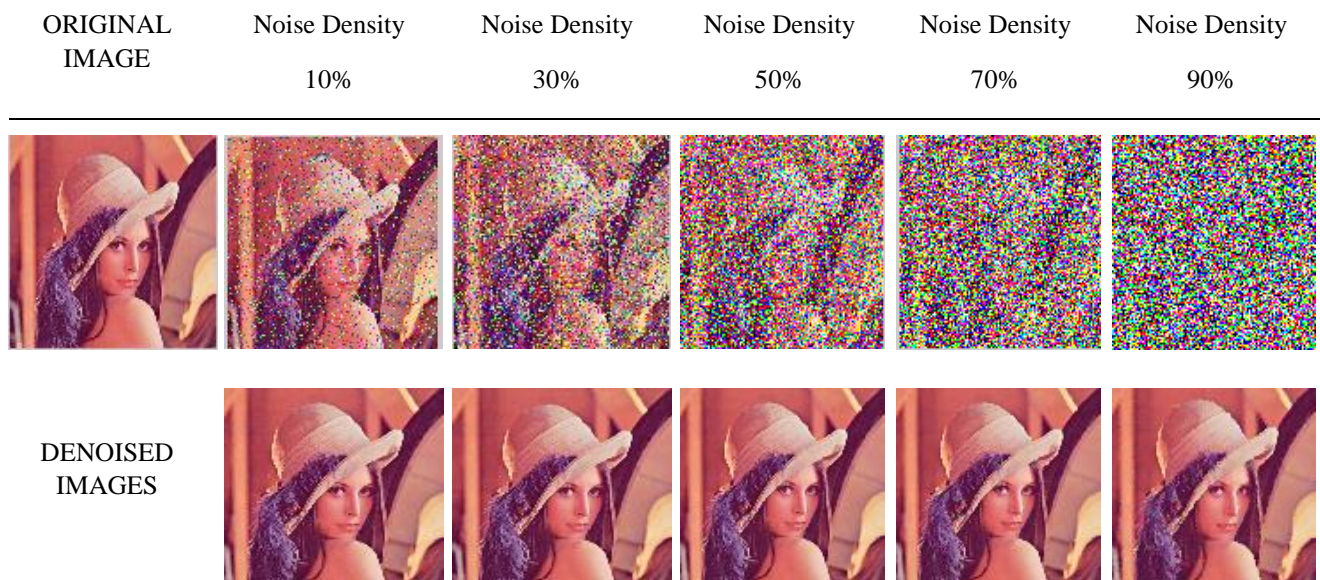 ORIGINAL
IMAGE
Noise Density
10%
Noise Density
30%
Noise Density
50%
Noise Density
70%
Noise Density
90%
DENOISED
IMAGES